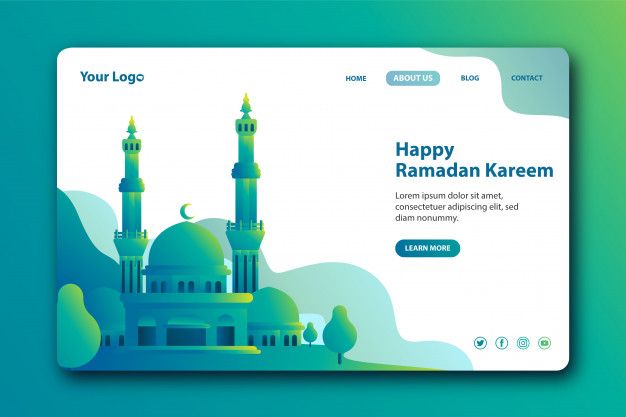 Your Logo
HOME
ABOUT US
BLOG
CONTACT
Happy
Ramadan Kareem
Lorem ipsum dolor sit amet,
consectetuer adipiscing elit, sed diam
nonummy.
LEARN MORE